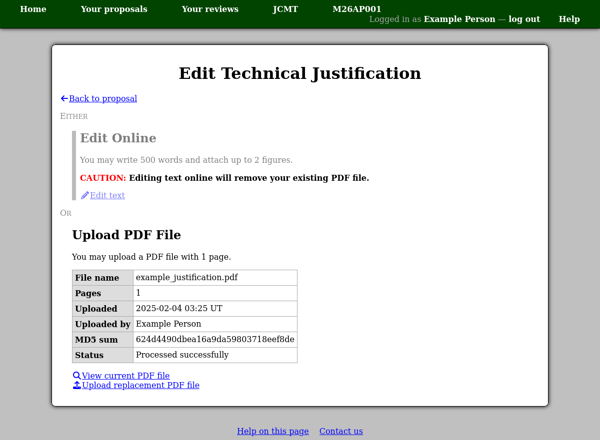 Home Your proposals Your reviews JCMT M26AP001
Logged in as Example Person — log out Help
Edit Technical Justification
Back to proposal
EITHER
Edit Online
You may write 500 words and attach up to 2 figures.
CAUTION: Editing text online will remove your existing PDF file.
Edit text
OR
Upload PDF File
You may upload a PDF file with 1 page.
File name example_justification.pdf
Pages 1
Uploaded 2025-02-04 03:25 UT
Uploaded by Example Person
MD5 sum 624d4490dbea16a9da59803718eef8de
Status Processed successfully
View current PDF file
Upload replacement PDF file
Help on this page Contact us